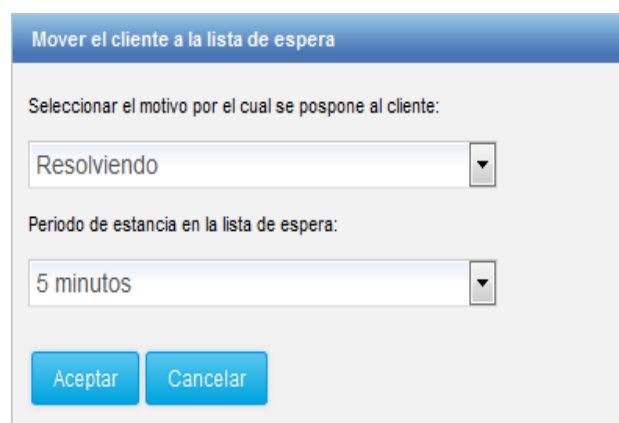 Mover el cliente a la lista de espera
Seleccionar el motivo por el cual se pospone al cliente:
Resolviendo
Periodo de estancia en la lista de espera:
5 minutos
Aceptar Cancelar